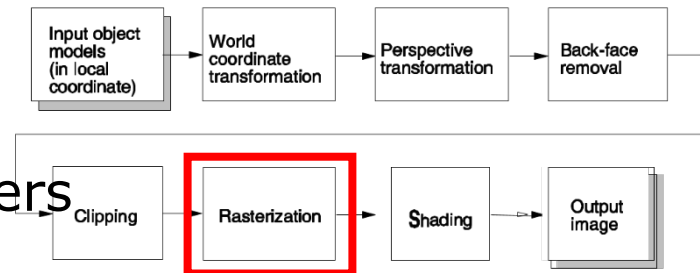 Input object
models
(in local
coordinate)
World
coordinate
transformation
Perspective
transformation
Back-face
removal
ers
Clipping
Rasterization
Shading
Output
image